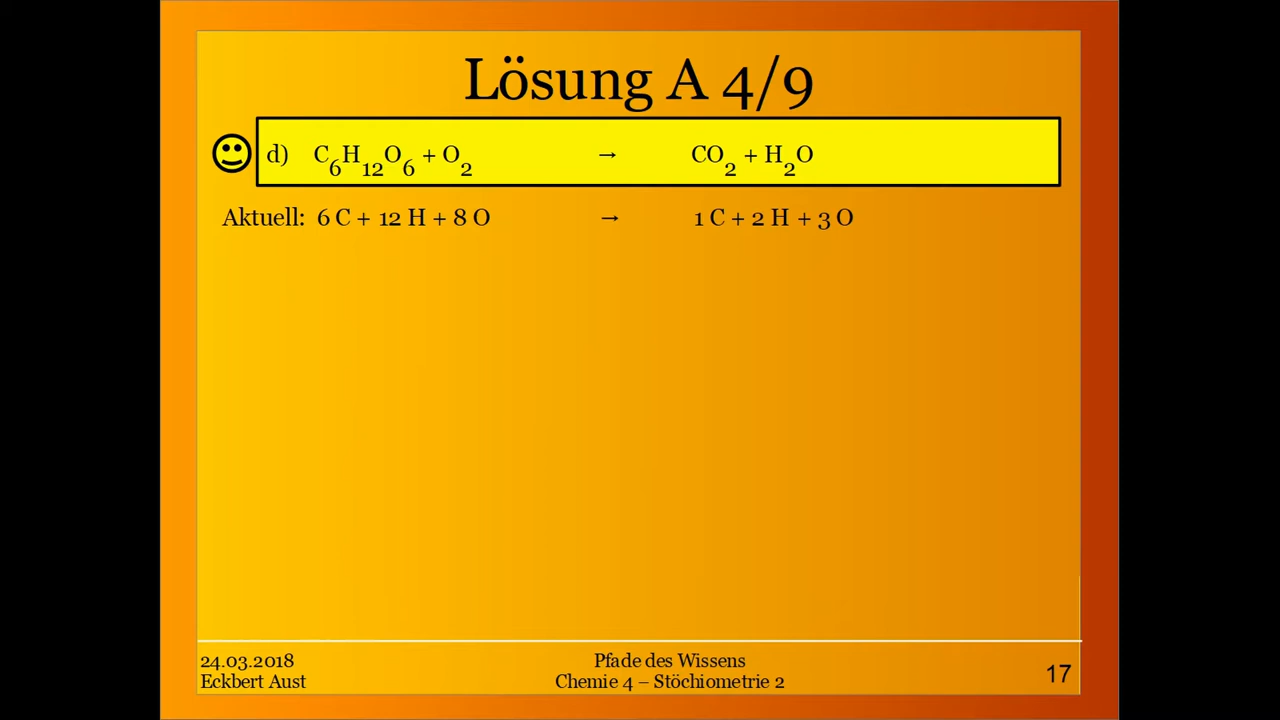 Lösung A 4/9
d) C6H12O6 + O2 → CO2 + H2O
Aktuell: 6 C + 12 H + 8 O → 1 C + 2 H + 3 O
24.03.2018
Eckbert Aust
Pfade des Wissens
Chemie 4 – Stöchiometrie 2
17